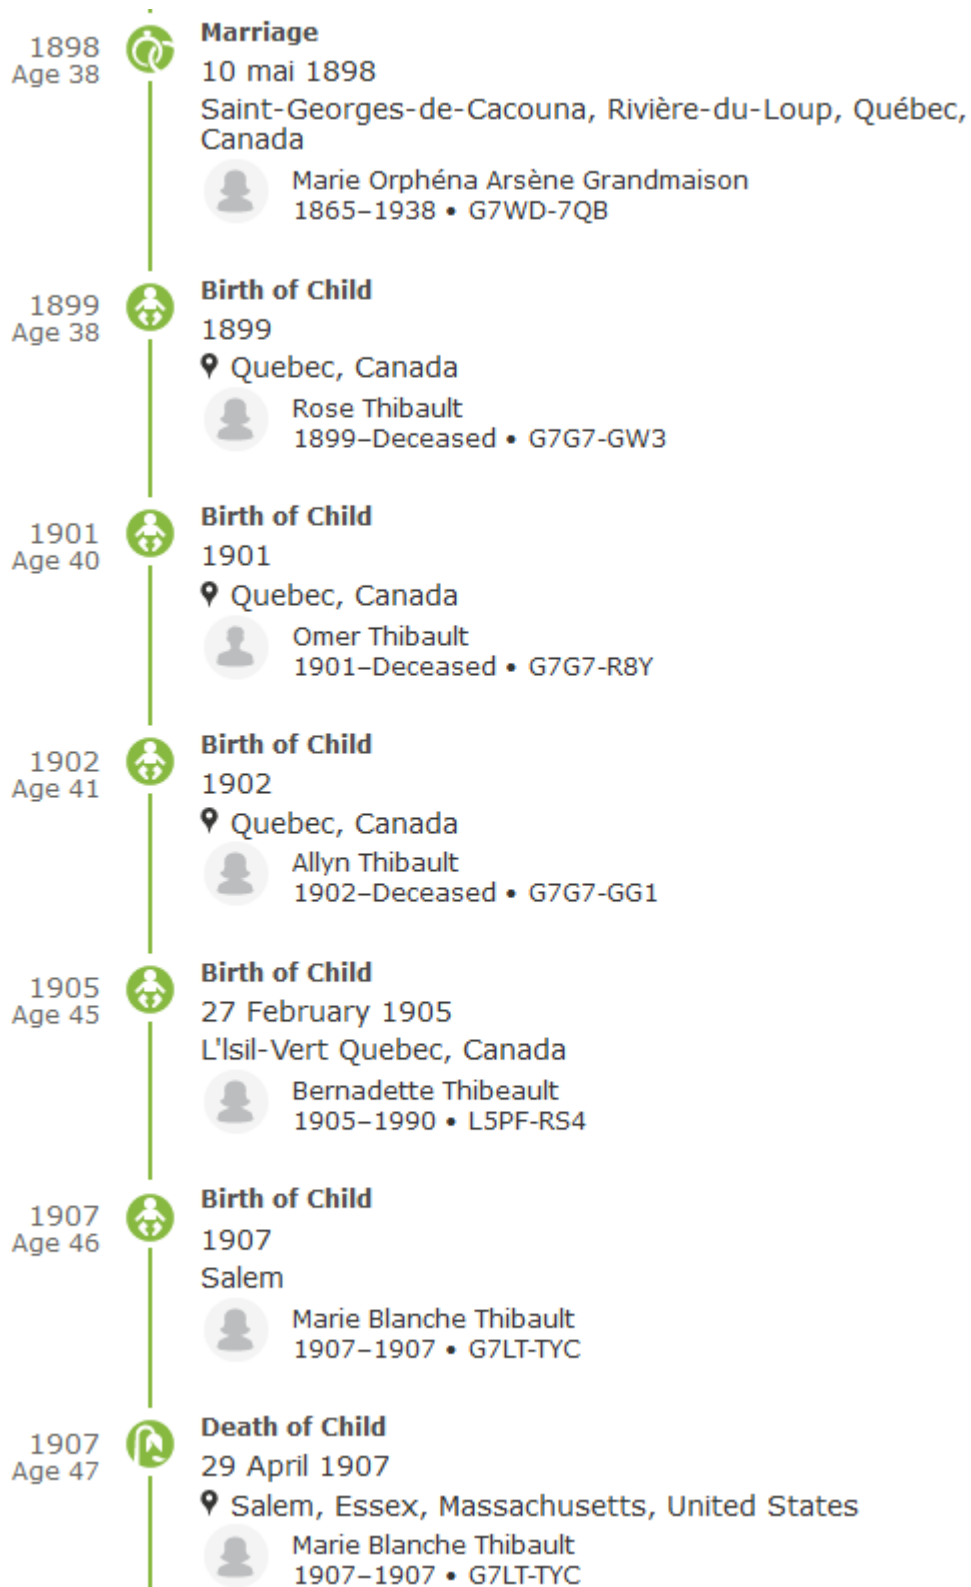 1898
Age 38
Marriage
10 mai 1898
Saint-Georges-de-Cacouna, Rivière-du-Loup, Québec,
Canada
Marie Orphéna Arsène Grandmaison
1865–1938 • G7WD-7QB
1899
Age 38
Birth of Child
1899
Quebec, Canada
Rose Thibault
1899–Deceased • G7G7-GW3
1901
Age 40
Birth of Child
1901
Quebec, Canada
Omer Thibault
1901–Deceased • G7G7-R8Y
1902
Age 41
Birth of Child
1902
Quebec, Canada
Allyn Thibault
1902–Deceased • G7G7-GG1
1905
Age 45
Birth of Child
27 February 1905
L'lsil-Vert Quebec, Canada
Bernadette Thibeault
1905–1990 • L5PF-RS4
1907
Age 46
Birth of Child
1907
Salem
Marie Blanche Thibault
1907–1907 • G7LT-TYC
1907
Age 47
Death of Child
29 April 1907
Salem, Essex, Massachusetts, United States
Marie Blanche Thibault
1907–1907 • G7LT-TYC